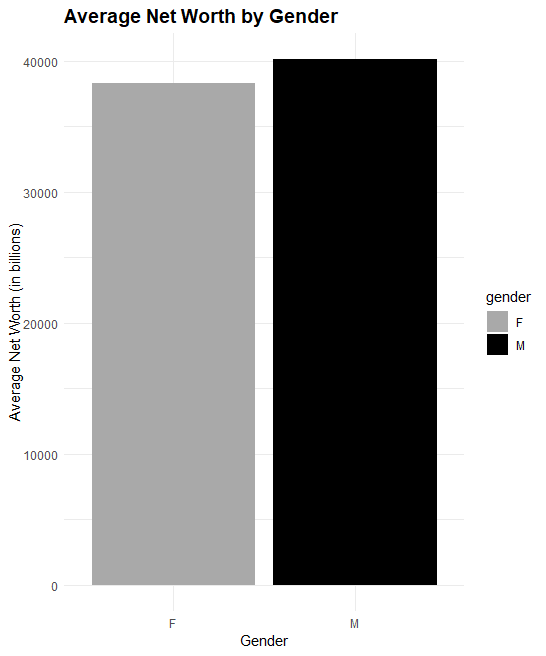 Average Net Worth by Gender
Average Net Worth (in billions)
40000
30000
20000
10000
0
F
M
Gender
gender
F
M